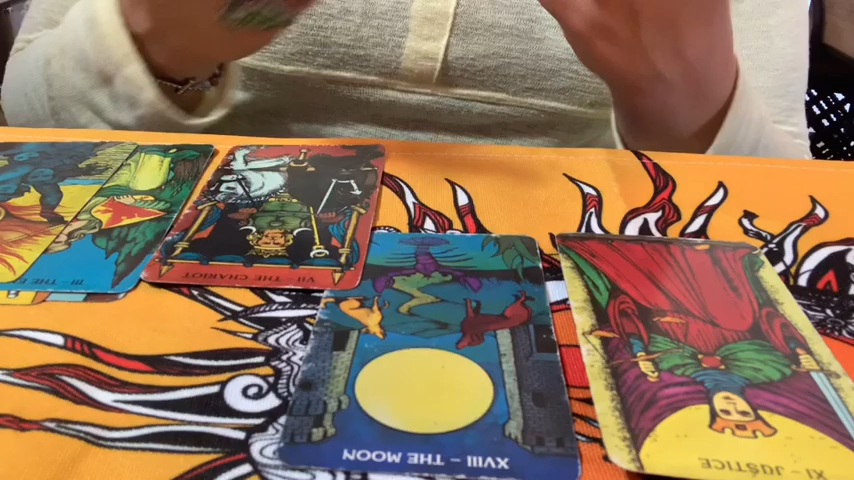 III - THE
VII - THE CHARIOT
XVIII - THE MOON
XI - JUSTICE